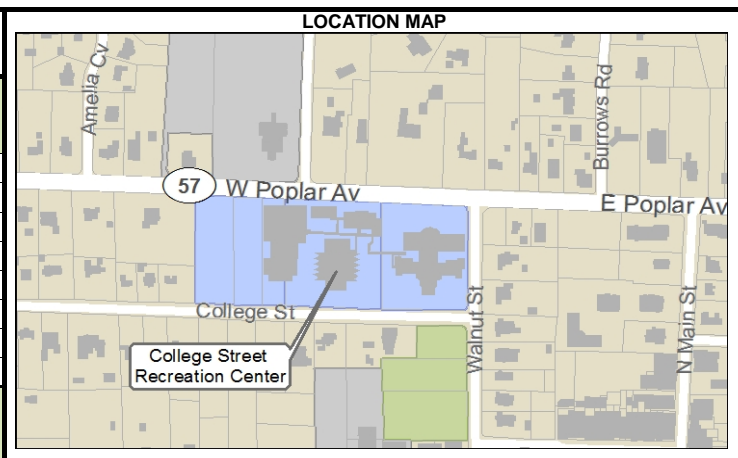 LOCATION MAP
Amelia Cv
Burrows Rd
57
W Poplar Av
E Poplar Av
College St
Walnut St
N Main St
College Street
Recreation Center